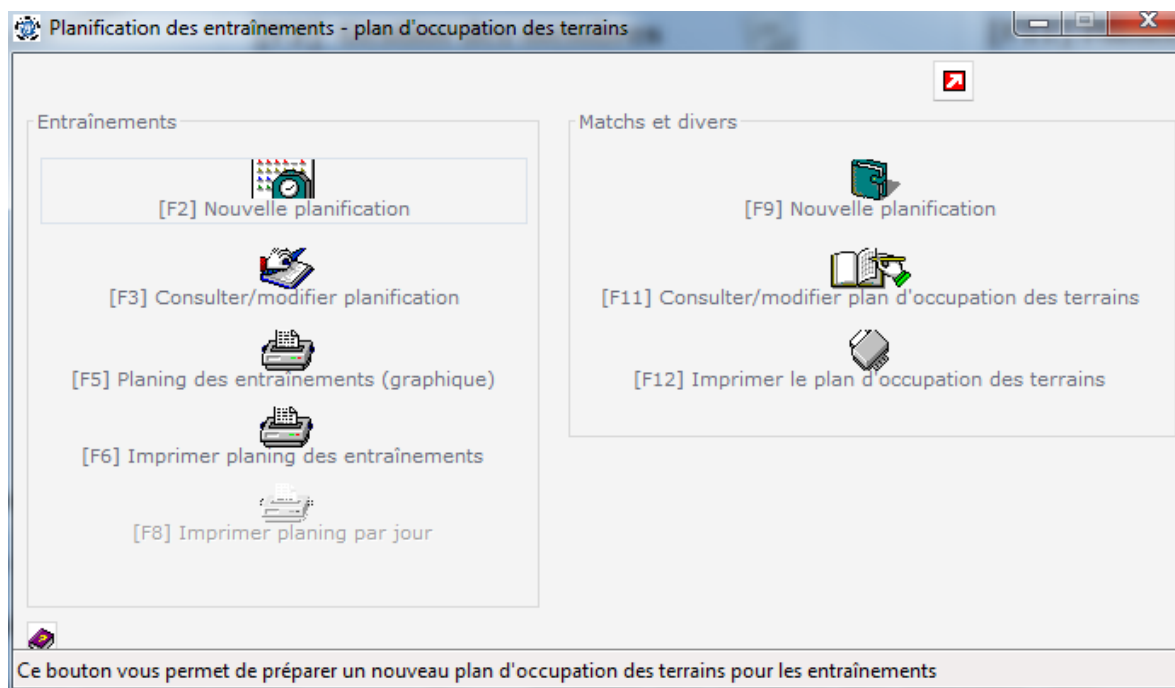 Planification des entraînements - plan d'occupation des terrains
Entraînements
[F2] Nouvelle planification
[F3] Consulter/modifier planification
[F5] Planing des entraînements (graphique)
[F6] Imprimer planing des entraînements
[F8] Imprimer planing par jour
Matchs et divers
[F9] Nouvelle planification
[F11] Consulter/modifier plan d'occupation des terrains
[F12] Imprimer le plan d'occupation des terrains
Ce bouton vous permet de préparer un nouveau plan d'occupation des terrains pour les entraînements